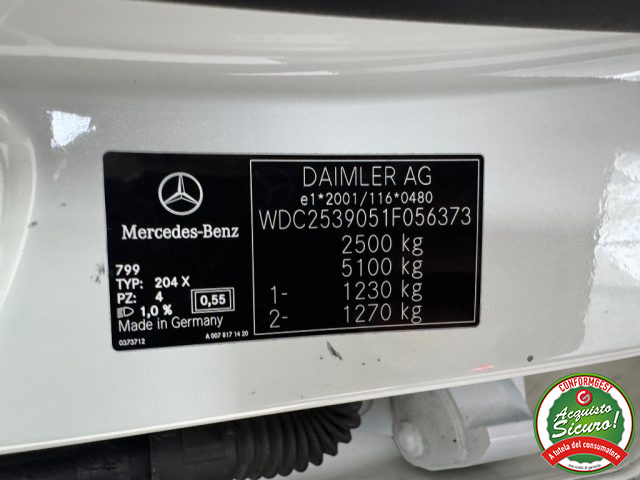 Mercedes-Benz
799
TYP: 204 X
PZ: 4
0,55
1,0 %
Made in Germany
0373712
A 007 817 14 20
DAIMLER AG
e1*2001/116*0480
WDC2539051F056373
2500 kg
5100 kg
1- 1230 kg
2- 1270 kg
CONFORMGEST
Acquisto
Sicuro!
A tutela del consumatore